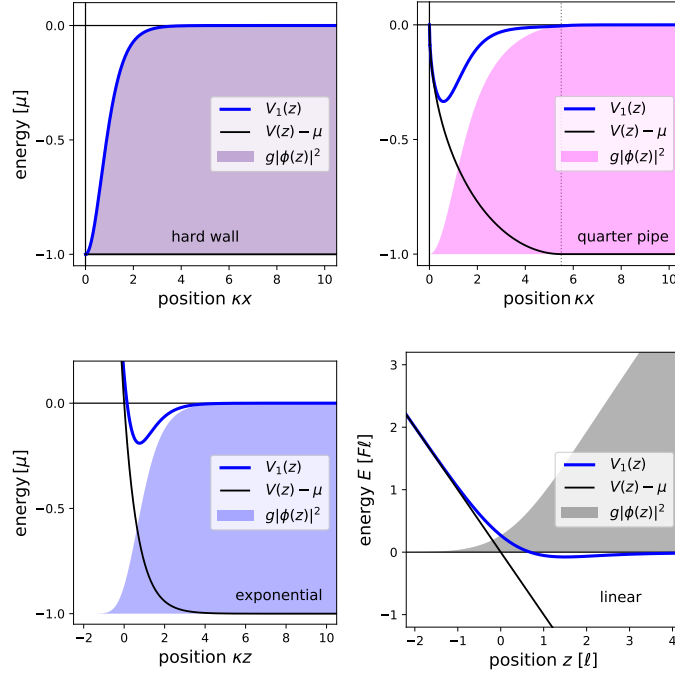 0.0
−0.5
−1.0
energy [μ]
V₁(z)
V(z) − μ
g|ϕ(z)|²
hard wall
0 2 4 6 8 10
position κx
0.0
−0.5
−1.0
V₁(z)
V(z) − μ
g|ϕ(z)|²
quarter pipe
0 2 4 6 8 10
position κx
0.0
−0.5
−1.0
energy [μ]
V₁(z)
V(z) − μ
g|ϕ(z)|²
exponential
−2 0 2 4 6 8 10
position κz
3
2
1
0
−1
energy E [Fℓ]
V₁(z)
V(z) − μ
g|ϕ(z)|²
linear
−2 −1 0 1 2 3 4
position z [ℓ]